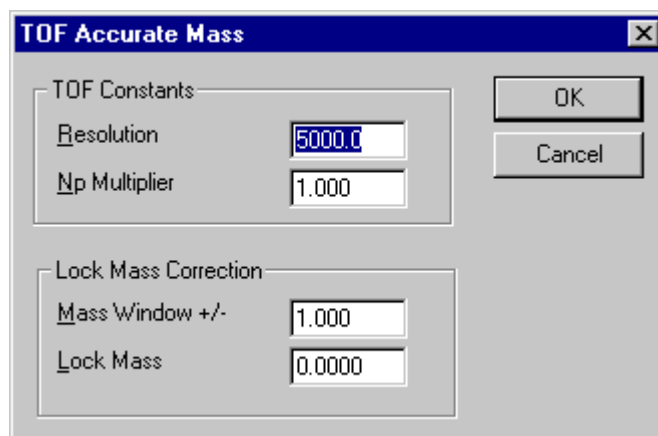 TOF Accurate Mass
TOF Constants
Resolution 5000.0
Np Multiplier 1.000
OK
Cancel
Lock Mass Correction
Mass Window +/- 1.000
Lock Mass 0.0000